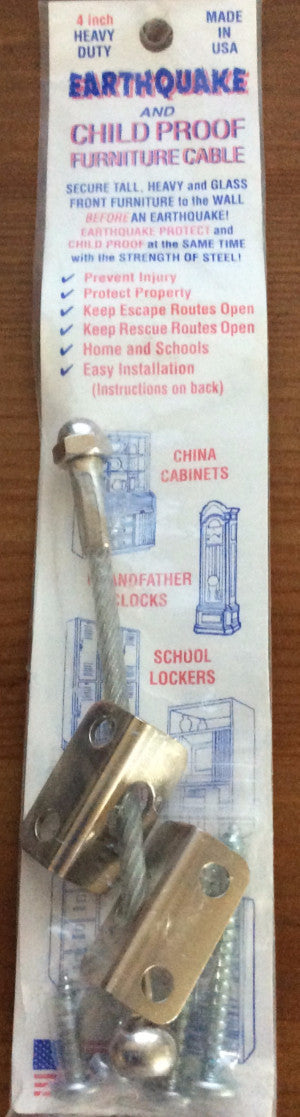 4 inch
HEAVY
DUTY
MADE
IN
USA
EARTHQUAKE
AND
CHILD PROOF
FURNITURE CABLE
SECURE TALL, HEAVY and GLASS
FRONT FURNITURE to the WALL
BEFORE AN EARTHQUAKE!
EARTHQUAKE PROTECT and
CHILD PROOF at the SAME TIME
with the STRENGTH OF STEEL!
✓ Prevent Injury
✓ Protect Property
✓ Keep Escape Routes Open
✓ Keep Rescue Routes Open
✓ Home and Schools
✓ Easy Installation
(Instructions on back)
CHINA
CABINETS
NDFATHER
LOCKS
SCHOOL
LOCKERS